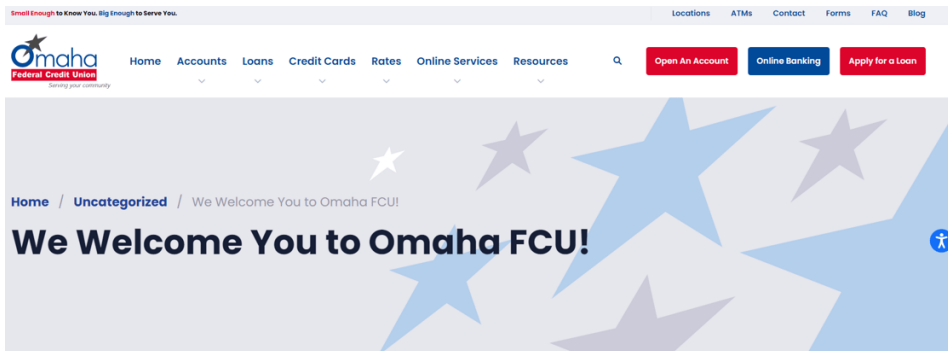 Small Enough to Know You. Big Enough to Serve You.
Locations ATMs Contact Forms FAQ Blog
Omaha
Federal Credit Union
Serving your community
Home Accounts Loans Credit Cards Rates Online Services Resources
Open An Account Online Banking Apply for a Loan
Home / Uncategorized / We Welcome You to Omaha FCU!
We Welcome You to Omaha FCU!